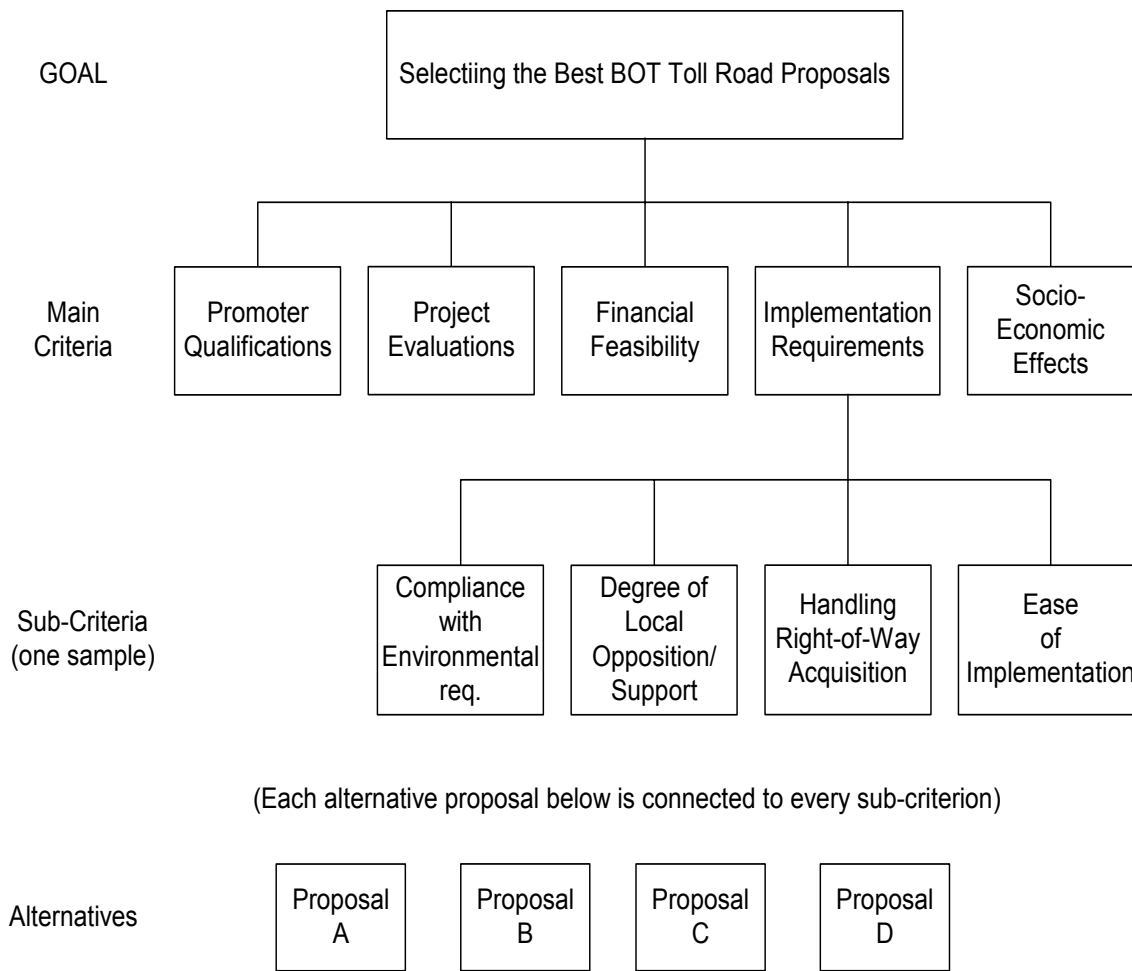 GOAL
Selectiing the Best BOT Toll Road Proposals
Main
Criteria
Promoter
Qualifications
Project
Evaluations
Financial
Feasibility
Implementation
Requirements
Socio-
Economic
Effects
Sub-Criteria
(one sample)
Compliance
with
Environmental
req.
Degree of
Local
Opposition/
Support
Handling
Right-of-Way
Acquisition
Ease
of
Implementation
(Each alternative proposal below is connected to every sub-criterion)
Alternatives
Proposal
A
Proposal
B
Proposal
C
Proposal
D